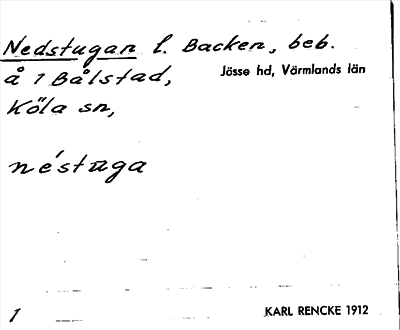 Nedstugan l. Backen, beb.
å 1 Bålstad, Jösse hd, Värmlands län
Köla sn,
néstuga
1 KARL RENCKE 1912